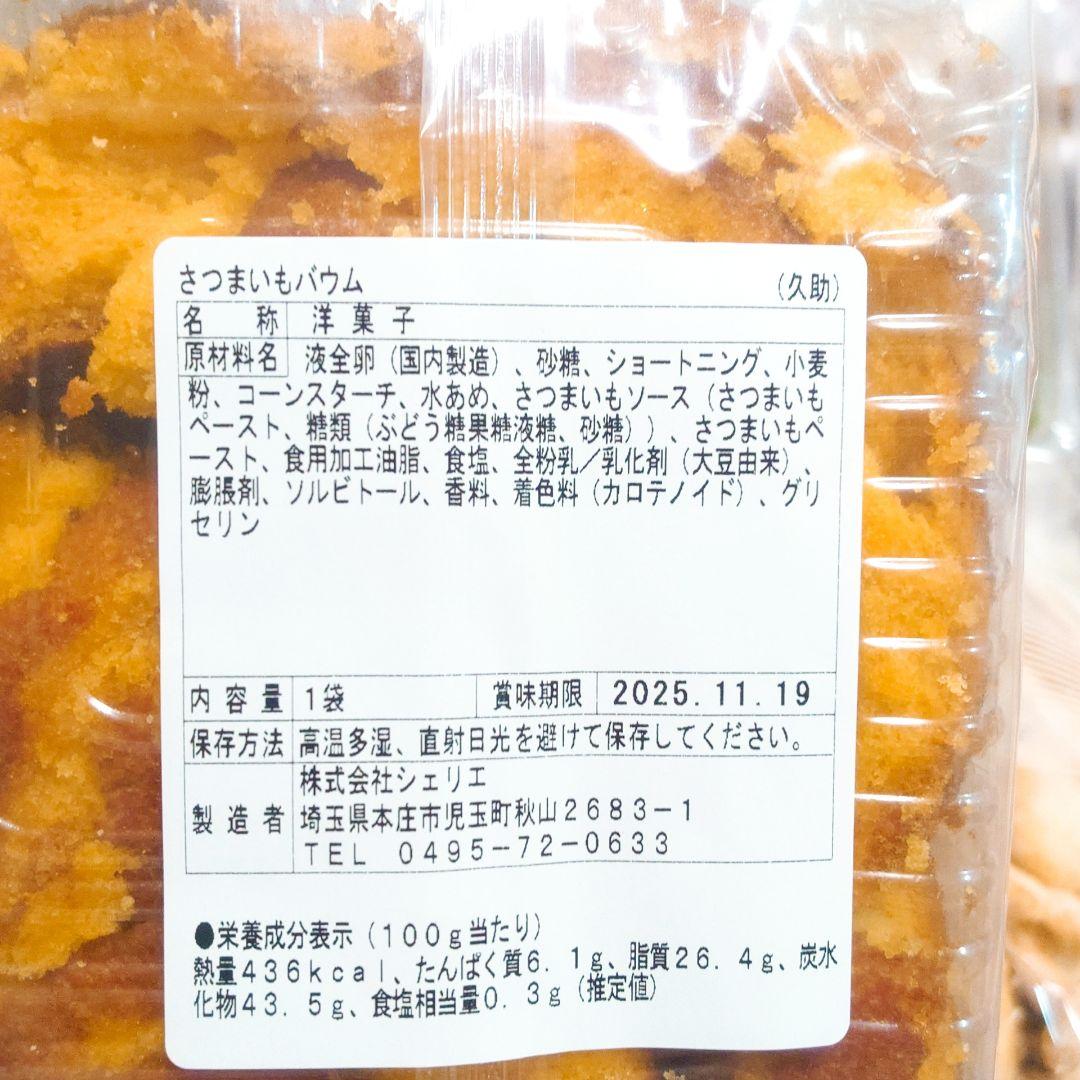 さつまいもバウム （久助）
名称 洋菓子
原材料名 液全卵（国内製造）、砂糖、ショートニング、小麦
粉、コーンスターチ、水あめ、さつまいもソース（さつまいも
ペースト、糖類（ぶどう糖果糖液糖、砂糖））、さつまいもペ
ースト、食用加工油脂、食塩、全粉乳／乳化剤（大豆由来）、
膨脹剤、ソルビトール、香料、着色料（カロテノイド）、グリ
セリン
内容量 1袋 賞味期限 2025.11.19
保存方法 高温多湿、直射日光を避けて保存してください。
株式会社シェリエ
製造者 埼玉県本庄市児玉町秋山２６８３－１
ＴＥＬ ０４９５－７２－０６３３
●栄養成分表示（１００ｇ当たり）
熱量４３６ｋｃａｌ、たんぱく質６．１ｇ、脂質２６．４ｇ、炭水
化物４３．５ｇ、食塩相当量０．３ｇ（推定値）